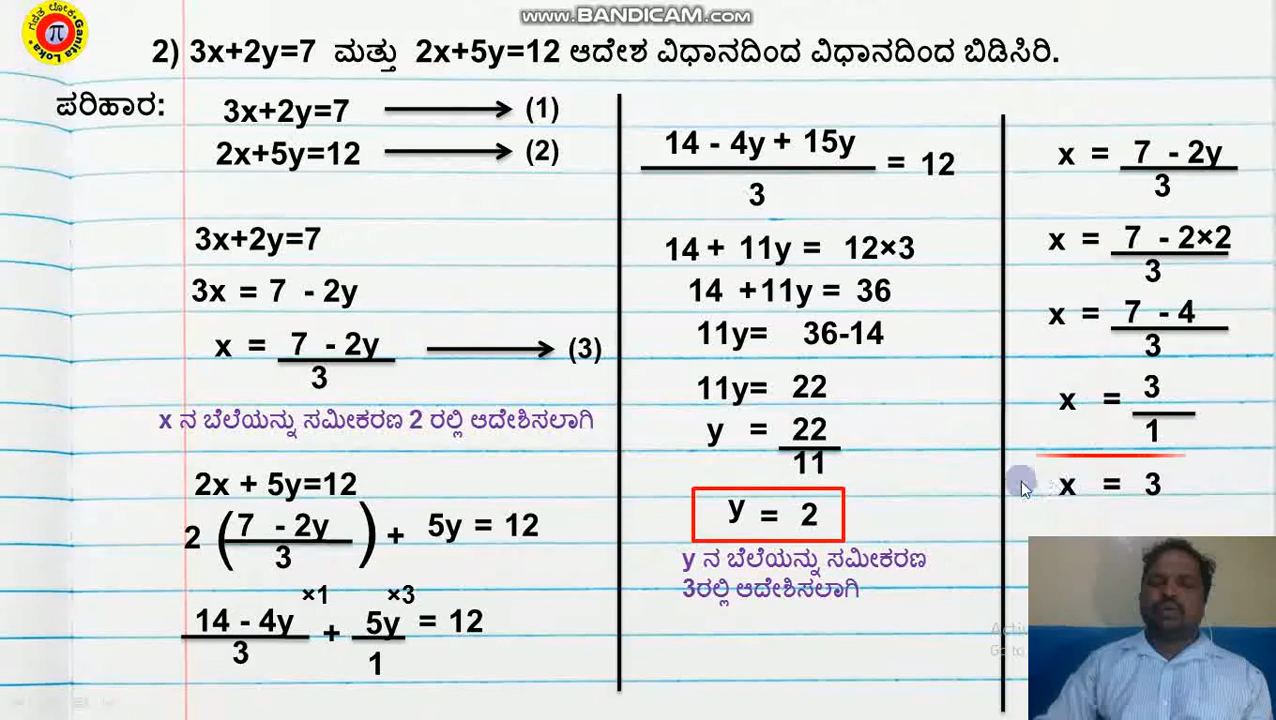 www.BANDICAM.com
ಗಣಿತ ಲೋಕ
π
Ganita Loka
2) 3x+2y=7 ಮತ್ತು 2x+5y=12 ಆದೇಶ ವಿಧಾನದಿಂದ ವಿಧಾನದಿಂದ ಬಿಡಿಸಿರಿ.
ಪರಿಹಾರ:
3x+2y=7 (1)
2x+5y=12 (2)
3x+2y=7
3x = 7 - 2y
x = 7 - 2y (3)
3
x ನ ಬೆಲೆಯನ್ನು ಸಮೀಕರಣ 2 ರಲ್ಲಿ ಆದೇಶಿಸಲಾಗಿ
2x + 5y=12
2 ( 7 - 2y ) + 5y = 12
3
×1 ×3
14 - 4y + 5y = 12
3 1
14 - 4y + 15y = 12
3
14 + 11y = 12×3
14 +11y = 36
11y= 36-14
11y= 22
y = 22
11
y = 2
y ನ ಬೆಲೆಯನ್ನು ಸಮೀಕರಣ
3ರಲ್ಲಿ ಆದೇಶಿಸಲಾಗಿ
x = 7 - 2y
3
x = 7 - 2×2
3
x = 7 - 4
3
x = 3
1
x = 3